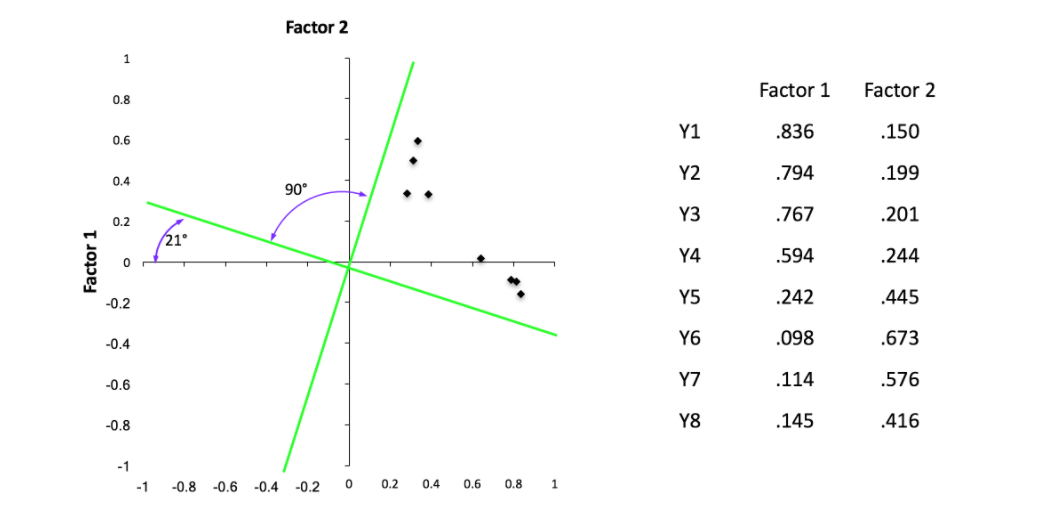 Factor 2
1
0.8
0.6
0.4
0.2
0
-0.2
-0.4
-0.6
-0.8
-1
Factor 1
90°
21°
-1 -0.8 -0.6 -0.4 -0.2 0 0.2 0.4 0.6 0.8 1
Factor 1 Factor 2
Y1 .836 .150
Y2 .794 .199
Y3 .767 .201
Y4 .594 .244
Y5 .242 .445
Y6 .098 .673
Y7 .114 .576
Y8 .145 .416